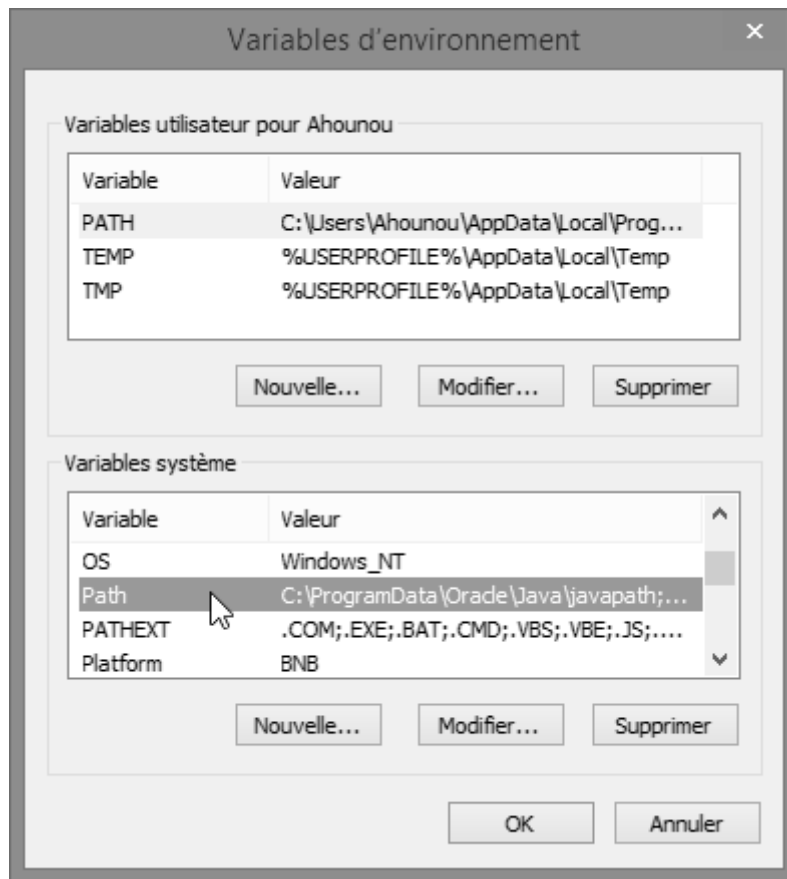 Variables d'environnement
Variables utilisateur pour Ahounou
Variable Valeur
PATH C:\Users\Ahounou\AppData\Local\Prog...
TEMP %USERPROFILE%\AppData\Local\Temp
TMP %USERPROFILE%\AppData\Local\Temp
Nouvelle... Modifier... Supprimer
Variables système
Variable Valeur
OS Windows_NT
Path C:\ProgramData\Oracle\Java\javapath;...
PATHEXT .COM;.EXE;.BAT;.CMD;.VBS;.VBE;.JS;....
Platform BNB
Nouvelle... Modifier... Supprimer
OK Annuler